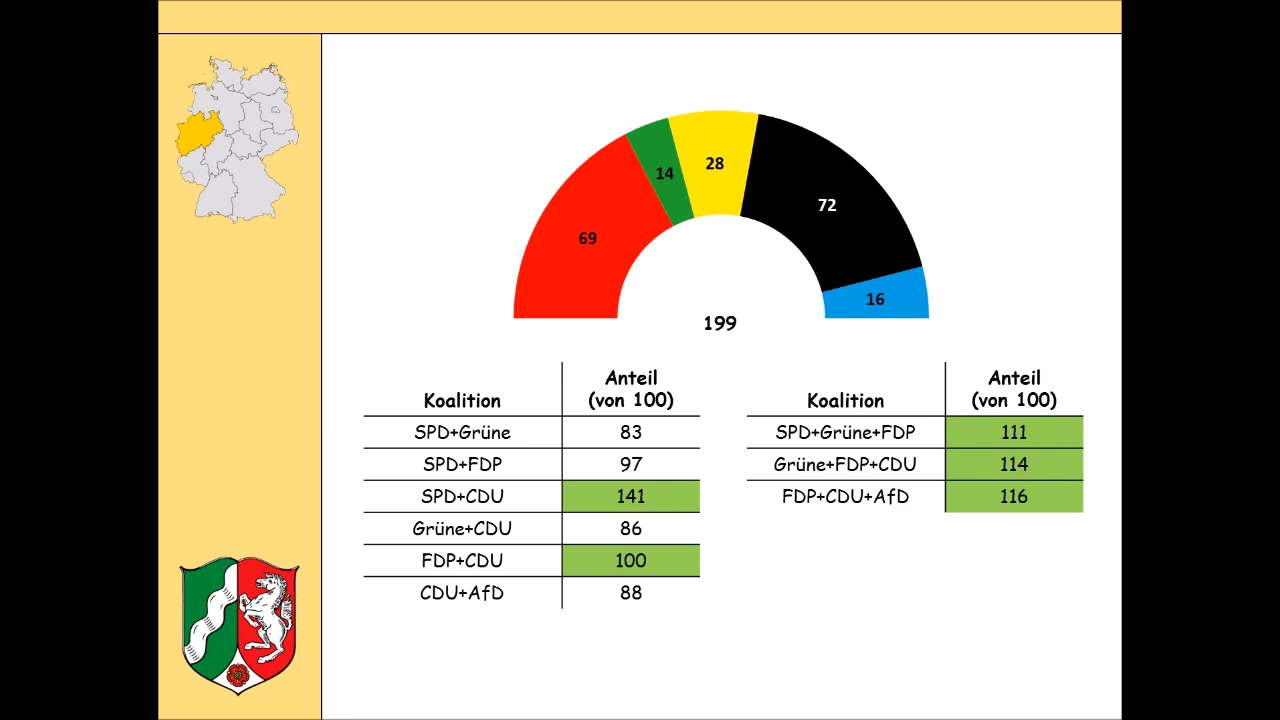 69
14
28
72
16
199
Koalition Anteil (von 100)
SPD+Grüne 83
SPD+FDP 97
SPD+CDU 141
Grüne+CDU 86
FDP+CDU 100
CDU+AfD 88
Koalition Anteil (von 100)
SPD+Grüne+FDP 111
Grüne+FDP+CDU 114
FDP+CDU+AfD 116